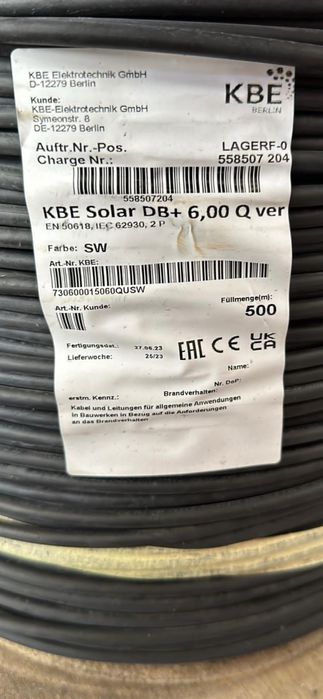 KBE Elektrotechnik GmbH
D-12279 Berlin
KBE
BERLIN
Kunde:
KBE-Elektrotechnik GmbH
Symeonstr. 8
DE-12279 Berlin
Auftr.Nr.-Pos. LAGERF-0
Charge Nr.: 558507 204
558507204
KBE Solar DB+ 6,00 Q ver
EN 50618, IEC 62930, 2 P
Farbe: SW
Art.-Nr. KBE:
730600015060QUSW
Art.-Nr. Kunde: Füllmenge(m):
500
Fertigungsdat.: 27.06.23
Lieferwoche: 26/23
EAC CE UKCA
Name:
Nr. DoP:
Brandverhalten:
erstm. Kennz.:
Kabel und Leitungen für allgemeine Anwendungen
in Bauwerken in Bezug auf die Anforderungen
an das Brandverhalten